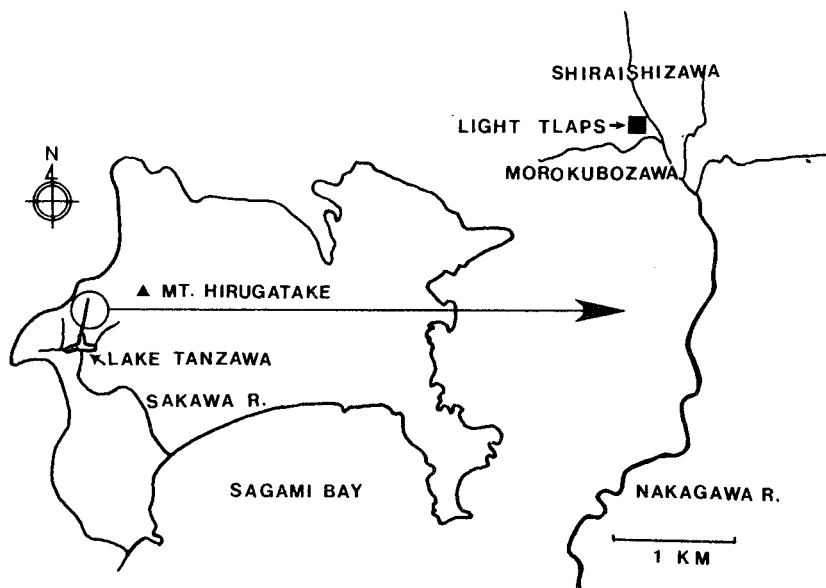 SHIRAISHIZAWA
LIGHT TLAPS
MOROKUBOZAWA
N
MT. HIRUGATAKE
LAKE TANZAWA
SAKAWA R.
SAGAMI BAY
NAKAGAWA R.
1 KM